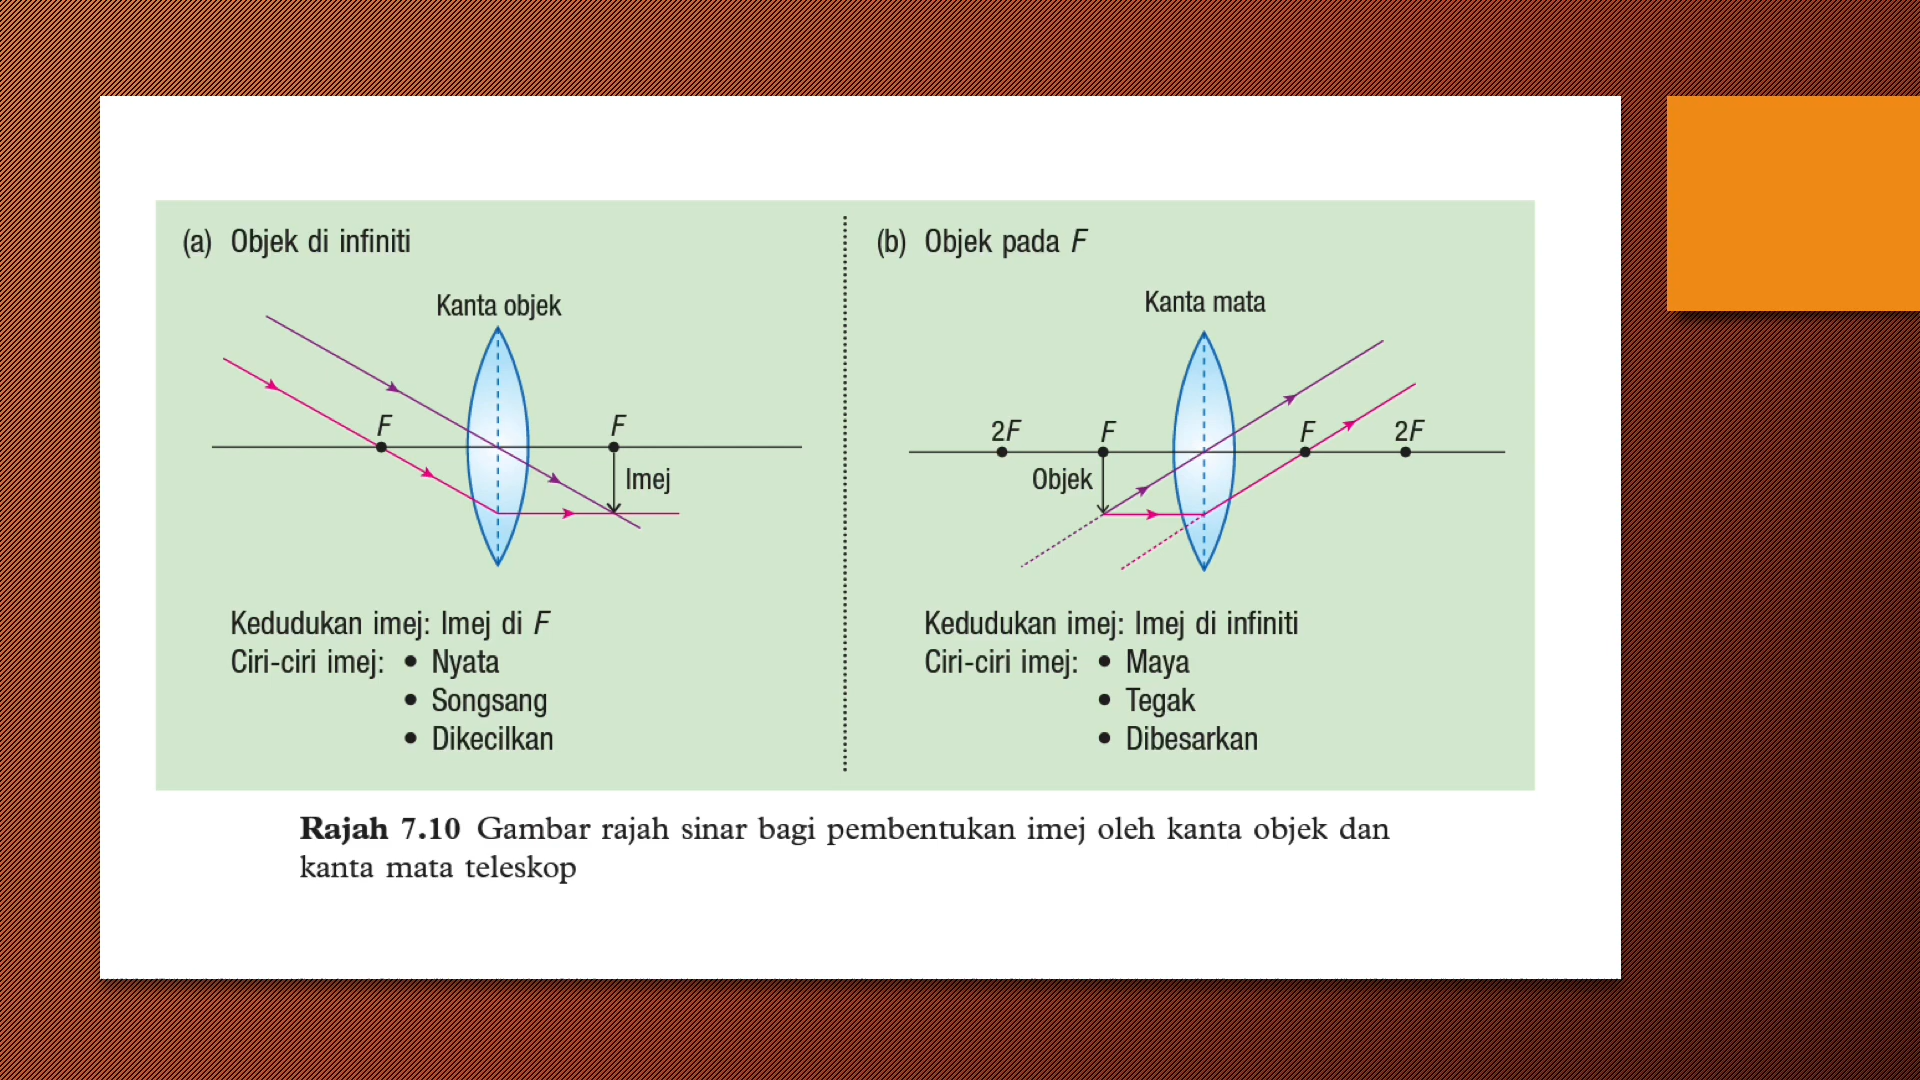 (a) Objek di infiniti
Kanta objek
F
F
Imej
Kedudukan imej: Imej di F
Ciri-ciri imej: • Nyata
• Songsang
• Dikecilkan
(b) Objek pada F
Kanta mata
2F
F
F
2F
Objek
Kedudukan imej: Imej di infiniti
Ciri-ciri imej: • Maya
• Tegak
• Dibesarkan
Rajah 7.10 Gambar rajah sinar bagi pembentukan imej oleh kanta objek dan
kanta mata teleskop